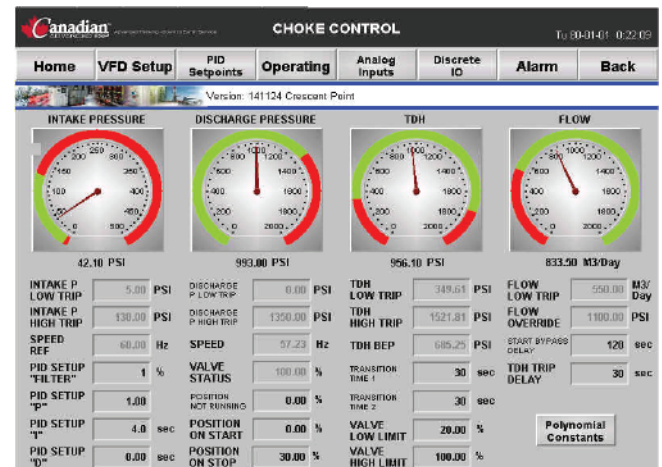 Canadian CHOKE CONTROL Tu 80-01-01 0:22:09
Home VFD Setup PID Setpoints Operating Analog Inputs Discrete IO Alarm Back
Version: 141124 Crescent Point
INTAKE PRESSURE DISCHARGE PRESSURE TDH FLOW
42.10 PSI 993.00 PSI 956.10 PSI 833.50 M3/Day
INTAKE P LOW TRIP 5.00 PSI DISCHARGE P LOW TRIP 0.00 PSI TDH LOW TRIP 349.61 PSI FLOW LOW TRIP 550.00 M3/Day
INTAKE P HIGH TRIP 130.00 PSI DISCHARGE P HIGH TRIP 1350.00 PSI TDH HIGH TRIP 1521.81 PSI FLOW OVERRIDE 1100.00 PSI
SPEED REF 60.00 Hz SPEED 57.23 Hz TDH BEP 685.25 PSI START BYPASS DELAY 120 sec
PID SETUP "FILTER" 1 % VALVE STATUS 100.00 % TRANSITION TIME 1 30 sec TDH TRIP DELAY 30 sec
PID SETUP "P" 1.00 POSITION NOT RUNNING 0.00 % TRANSITION TIME 2 30 sec
PID SETUP "I" 4.0 sec POSITION ON START 0.00 % VALVE LOW LIMIT 20.00 % Polynomial Constants
PID SETUP "D" 0.00 sec POSITION ON STOP 30.00 % VALVE HIGH LIMIT 100.00 %